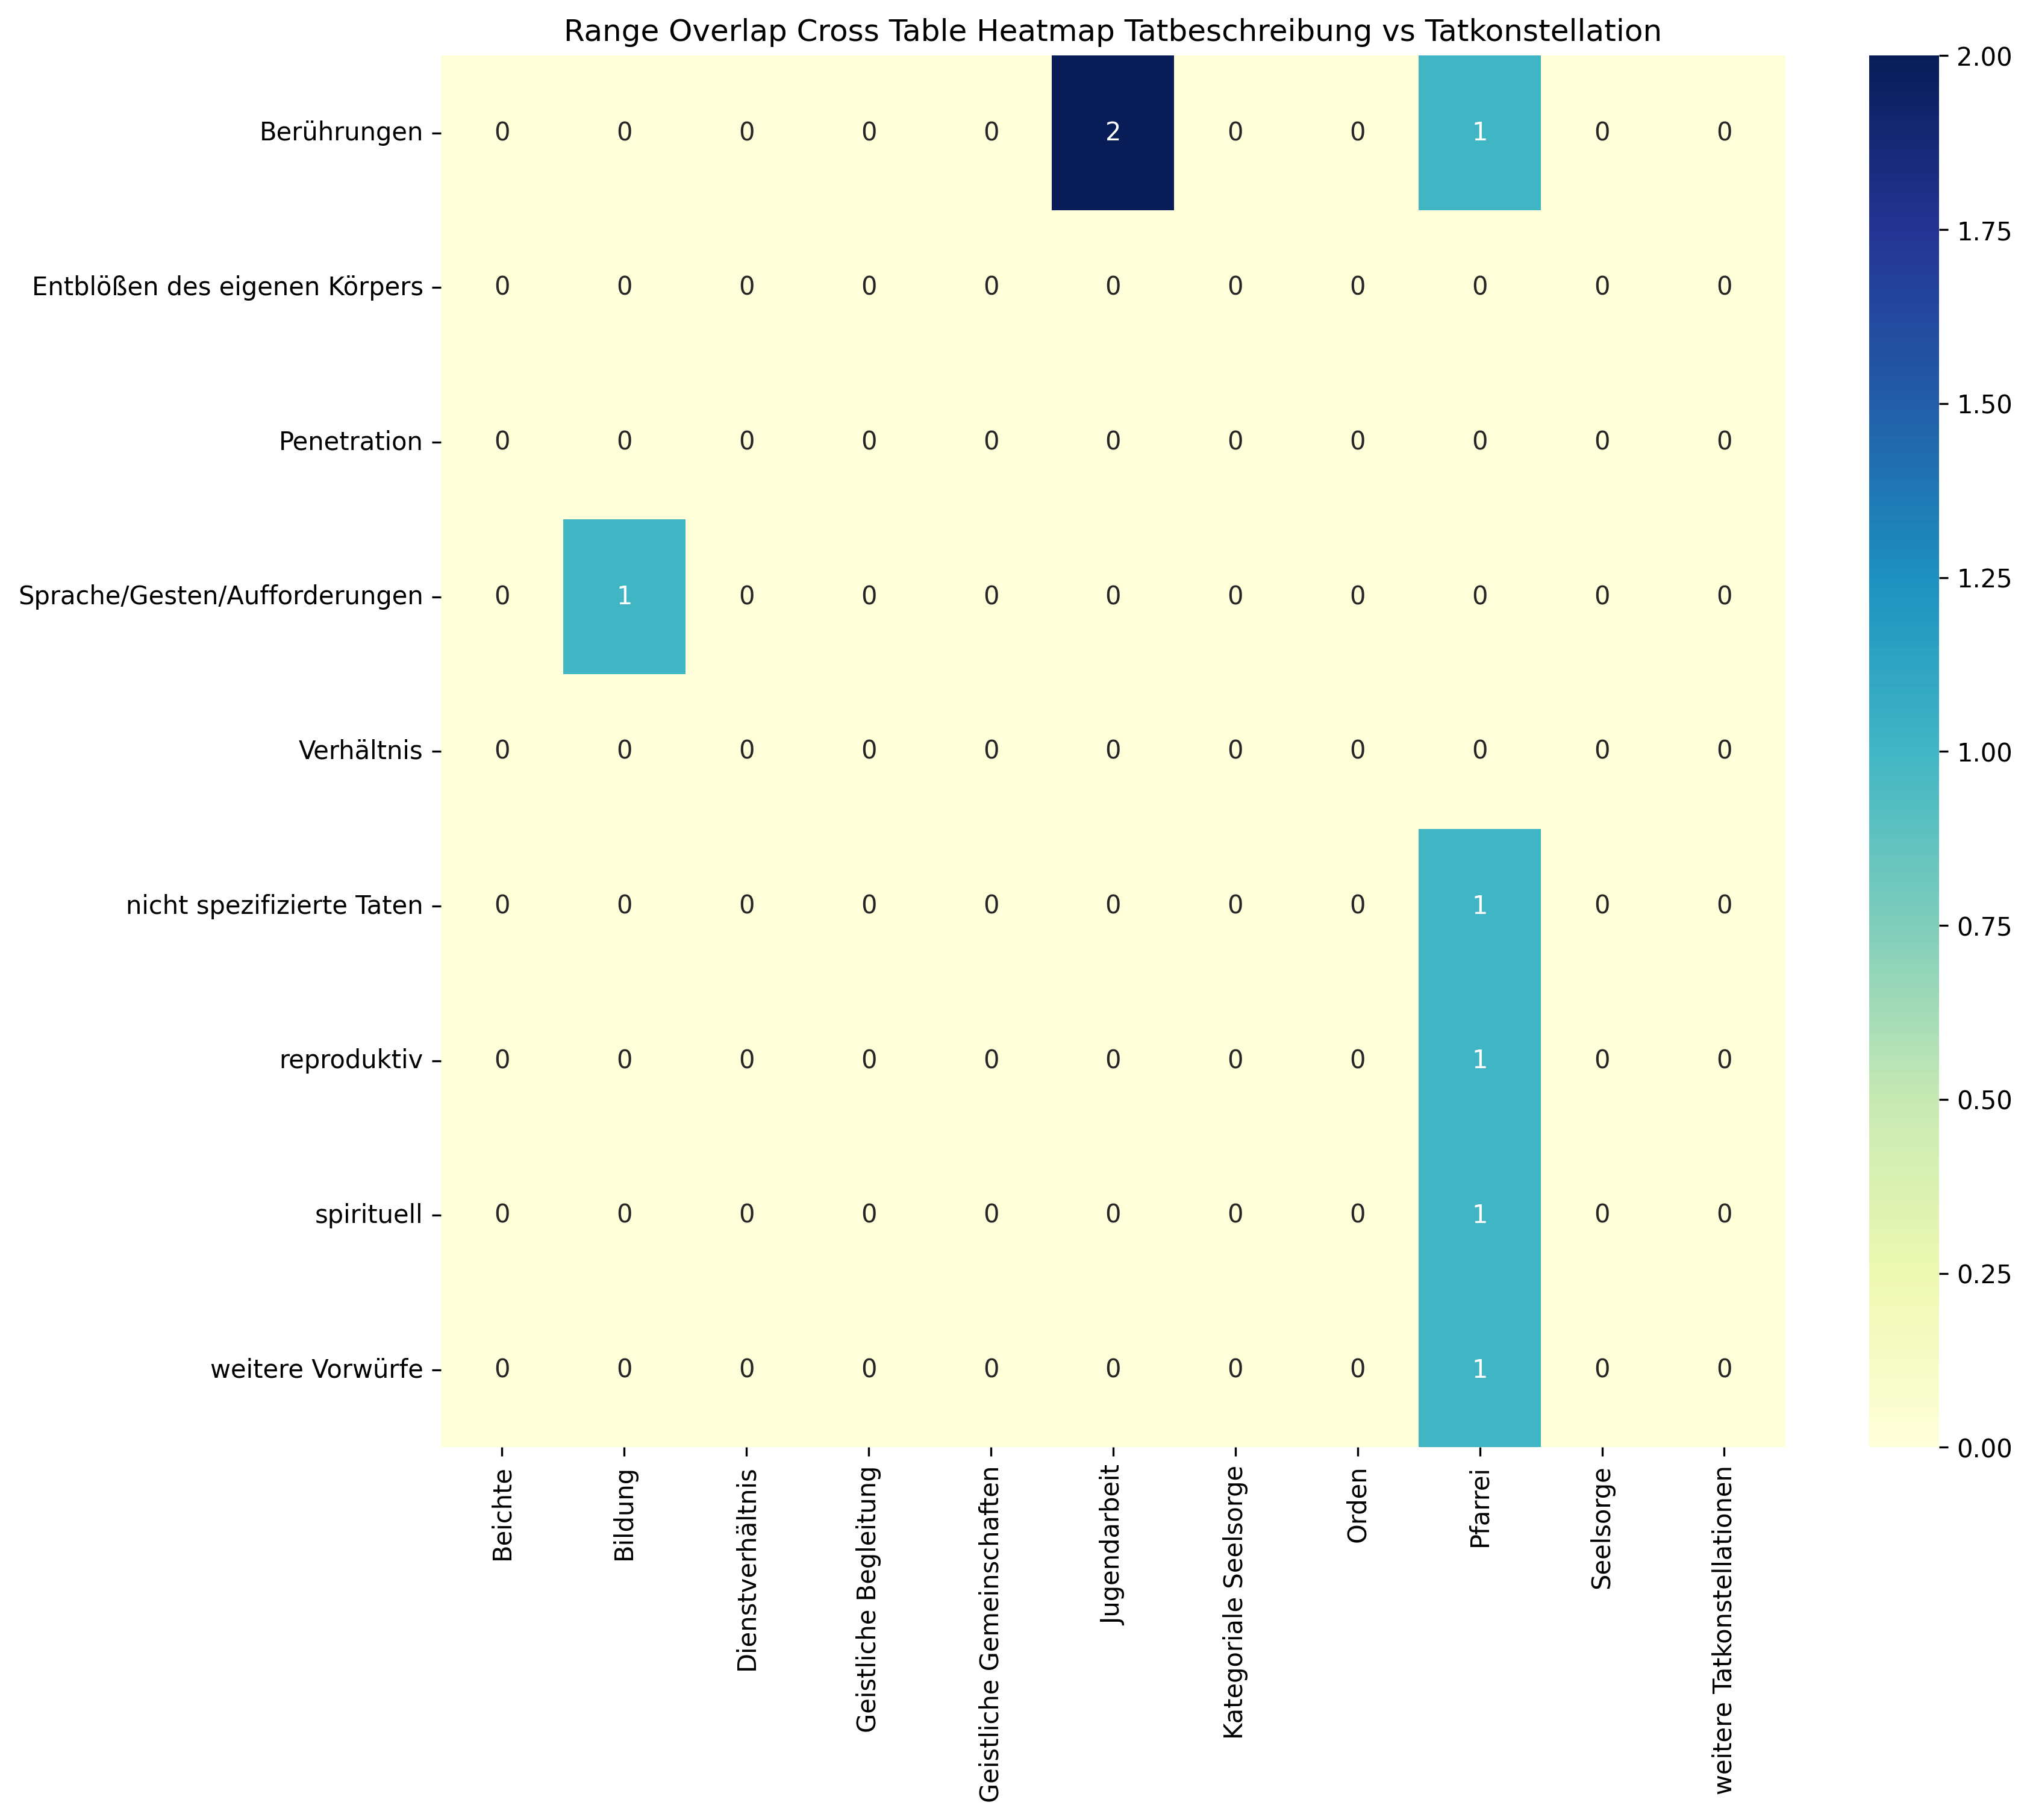 Range Overlap Cross Table Heatmap Tatbeschreibung vs Tatkonstellation
Berührungen 0 0 0 0 0 2 0 0 1 0 0
Entblößen des eigenen Körpers 0 0 0 0 0 0 0 0 0 0 0
Penetration 0 0 0 0 0 0 0 0 0 0 0
Sprache/Gesten/Aufforderungen 0 1 0 0 0 0 0 0 0 0 0
Verhältnis 0 0 0 0 0 0 0 0 0 0 0
nicht spezifizierte Taten 0 0 0 0 0 0 0 0 1 0 0
reproduktiv 0 0 0 0 0 0 0 0 1 0 0
spirituell 0 0 0 0 0 0 0 0 1 0 0
weitere Vorwürfe 0 0 0 0 0 0 0 0 1 0 0
Beichte
Bildung
Dienstverhältnis
Geistliche Begleitung
Geistliche Gemeinschaften
Jugendarbeit
Kategoriale Seelsorge
Orden
Pfarrei
Seelsorge
weitere Tatkonstellationen
2.00
1.75
1.50
1.25
1.00
0.75
0.50
0.25
0.00